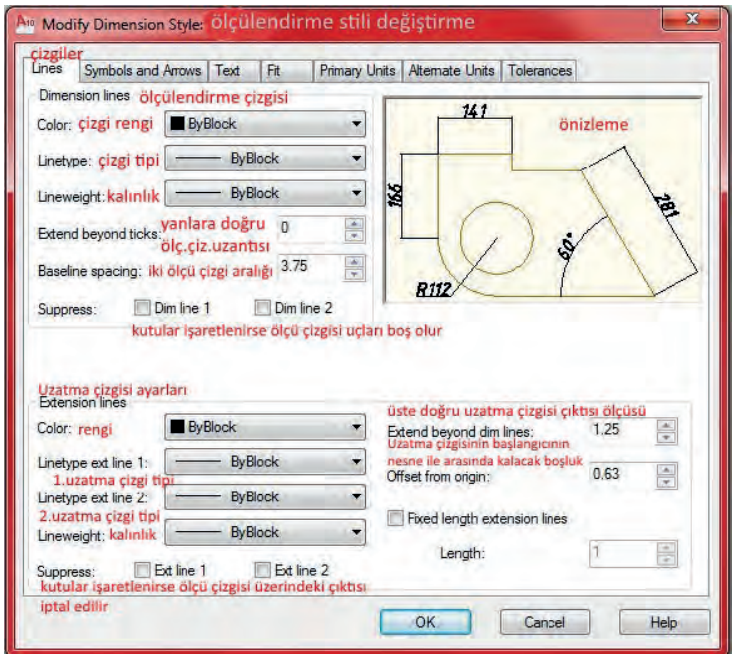 Modify Dimension Style: ölçülendirme stili değiştirme
çizgiler
Lines Symbols and Arrows Text Fit Primary Units Alternate Units Tolerances
Dimension lines ölçülendirme çizgisi
Color: çizgi rengi ByBlock
Linetype: çizgi tipi ByBlock
Lineweight: kalınlık ByBlock
Extend beyond ticks: yanlara doğru ölç.çiz.uzantısı 0
Baseline spacing: iki ölçü çizgi aralığı 3.75
Suppress: Dim line 1 Dim line 2
kutular işaretlenirse ölçü çizgisi uçları boş olur
141
önizleme
166
281
60°
R112
Uzatma çizgisi ayarları
Extension lines
Color: rengi ByBlock
Linetype ext line 1: ByBlock
1.uzatma çizgi tipi
Linetype ext line 2: ByBlock
2.uzatma çizgi tipi
Lineweight: kalınlık ByBlock
Suppress: Ext line 1 Ext line 2
kutular işaretlenirse ölçü çizgisi üzerindeki çıktısı
iptal edilir
üste doğru uzatma çizgisi çıktısı ölçüsü
Extend beyond dim lines: 1.25
Uzatma çizgisinin başlangıcının
nesne ile arasında kalacak boşluk
Offset from origin: 0.63
Fixed length extension lines
Length: 1
OK Cancel Help